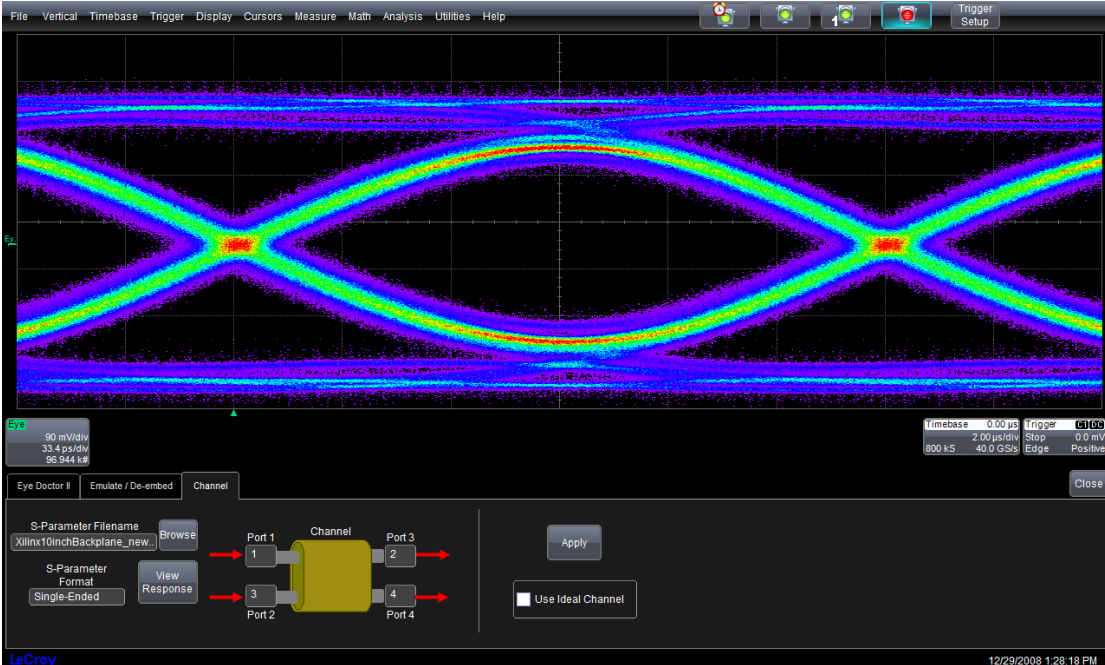 File Vertical Timebase Trigger Display Cursors Measure Math Analysis Utilities Help
1
Trigger
Setup
Ey
Eye
90 mV/div
33.4 ps/div
96.944 k#
Timebase 0.00 µs
2.00 µs/div
800 kS 40.0 GS/s
Trigger C1 DC
Stop 0.0 mV
Edge Positive
Eye Doctor II Emulate / De-embed Channel
Close
S-Parameter Filename
Xilinx10inchBackplane_new..
Browse
S-Parameter
Format
Single-Ended
View
Response
Port 1
1
Channel
Port 3
2
3
Port 2
4
Port 4
Apply
Use Ideal Channel
LeCroy
12/29/2008 1:28:18 PM